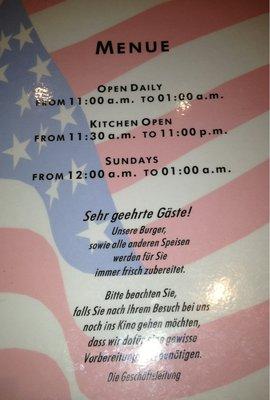 MENUE
OPEN DAILY
FROM 11:00 a.m. TO 01:00 a.m.
KITCHEN OPEN
FROM 11:30 a.m. TO 11:00 p.m.
SUNDAYS
FROM 12:00 a.m. TO 01:00 a.m.
Sehr geehrte Gäste!
Unsere Burger,
sowie alle anderen Speisen
werden für Sie
immer frisch zubereitet.
Bitte beachten Sie,
falls Sie nach Ihrem Besuch bei uns
noch ins Kino gehen möchten,
dass wir dafür eine gewisse
Vorbereitungszeit benötigen.
Die Geschäftsleitung